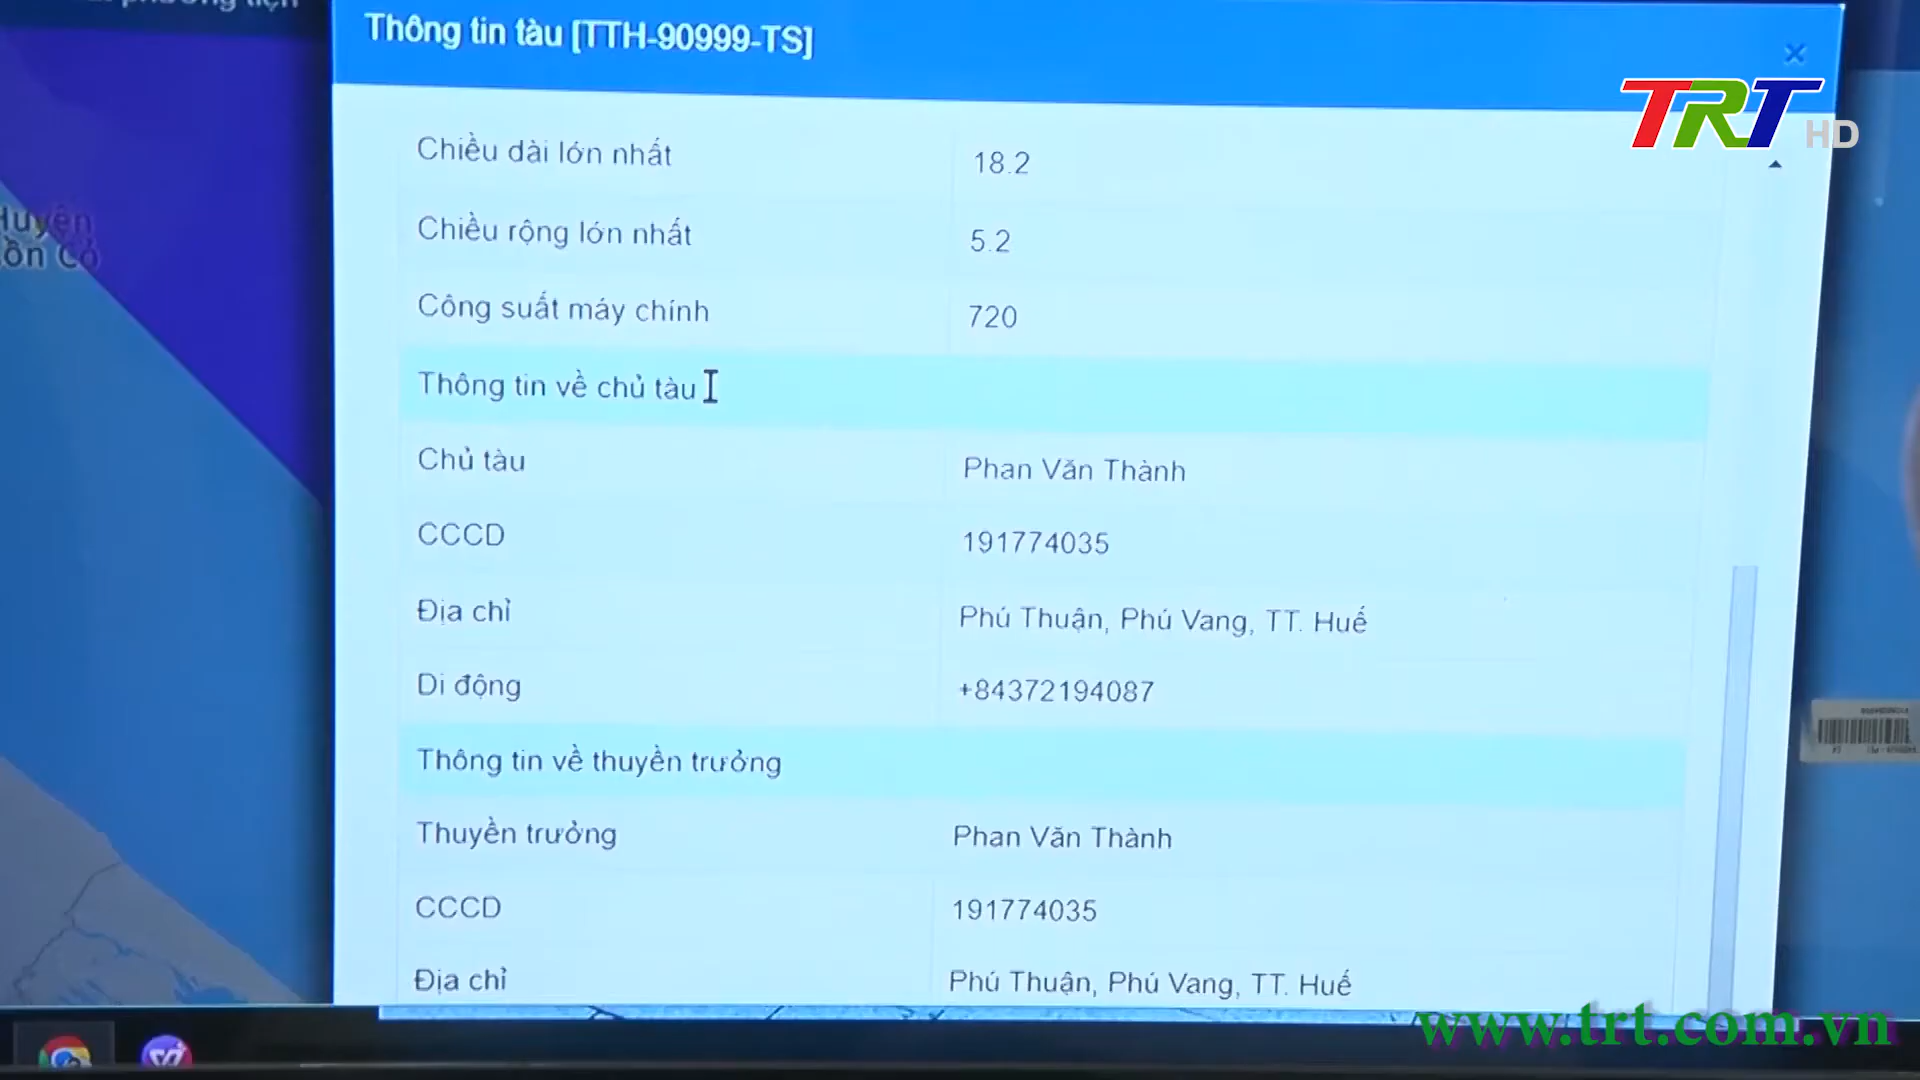 Thông tin tàu [TTH-90999-TS]
TRT HD
Chiều dài lớn nhất 18.2
Chiều rộng lớn nhất 5.2
Công suất máy chính 720
Thông tin về chủ tàu
Chủ tàu Phan Văn Thành
CCCD 191774035
Địa chỉ Phú Thuận, Phú Vang, TT. Huế
Di động +84372194087
Thông tin về thuyền trưởng
Thuyền trưởng Phan Văn Thành
CCCD 191774035
Địa chỉ Phú Thuận, Phú Vang, TT. Huế
www.trt.com.vn